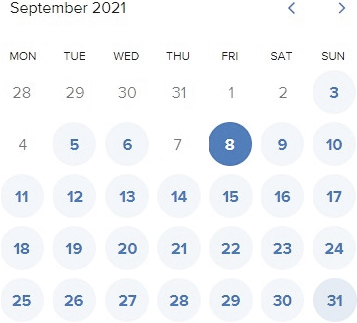 September 2021
MON TUE WED THU FRI SAT SUN
28 29 30 31 1 2 3
4 5 6 7 8 9 10
11 12 13 14 15 16 17
18 19 20 21 22 23 24
25 26 27 28 29 30 31